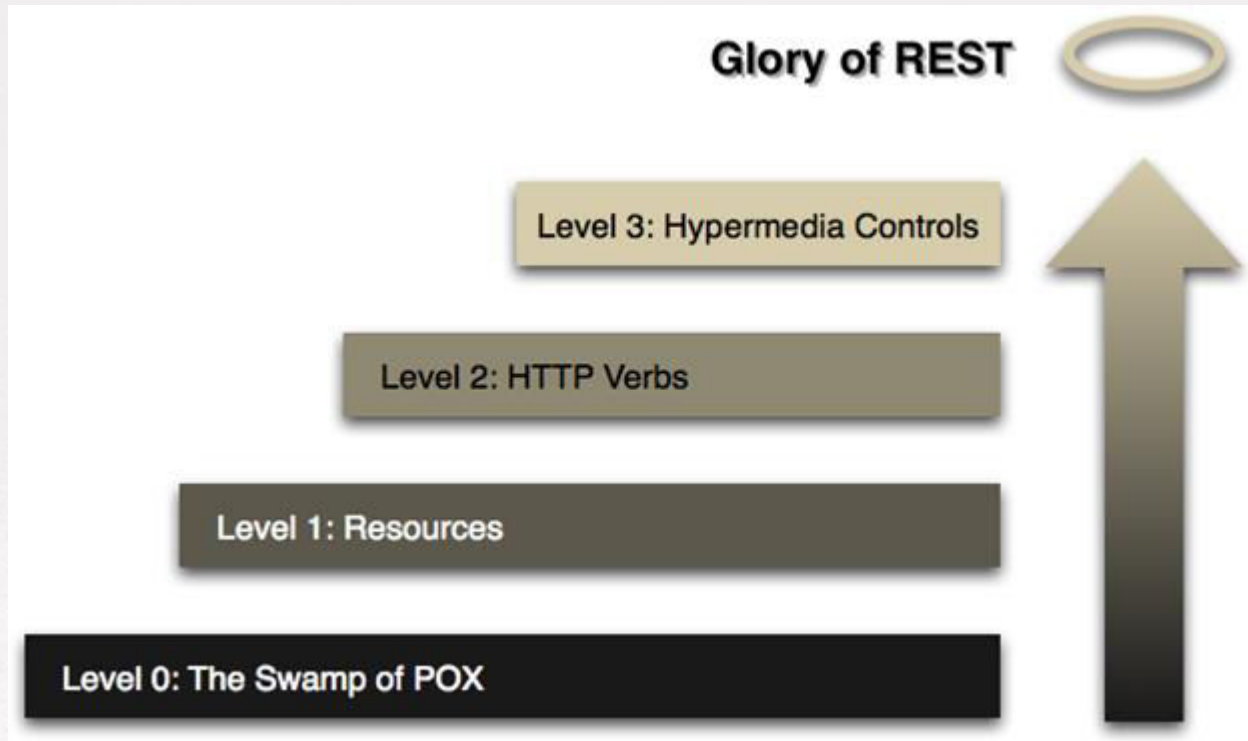 Glory of REST
Level 3: Hypermedia Controls
Level 2: HTTP Verbs
Level 1: Resources
Level 0: The Swamp of POX